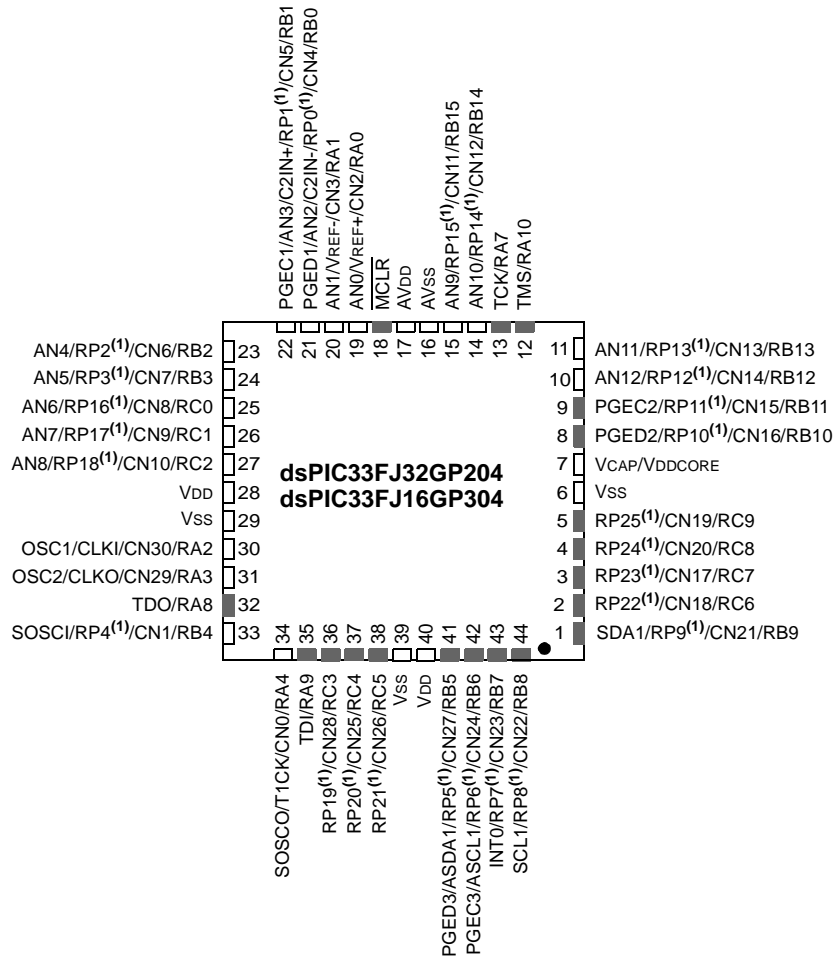 PGEC1/AN3/C2IN+/RP1(1)/CN5/RB1
PGED1/AN2/C2IN-/RP0(1)/CN4/RB0
AN1/VREF-/CN3/RA1
AN0/VREF+/CN2/RA0
MCLR
AVDD
AVSS
AN9/RP15(1)/CN11/RB15
AN10/RP14(1)/CN12/RB14
TCK/RA7
TMS/RA10
22 21 20 19 18 17 16 15 14 13 12
AN4/RP2(1)/CN6/RB2 23
AN5/RP3(1)/CN7/RB3 24
AN6/RP16(1)/CN8/RC0 25
AN7/RP17(1)/CN9/RC1 26
AN8/RP18(1)/CN10/RC2 27
VDD 28
VSS 29
OSC1/CLKI/CN30/RA2 30
OSC2/CLKO/CN29/RA3 31
TDO/RA8 32
SOSCI/RP4(1)/CN1/RB4 33
dsPIC33FJ32GP204
dsPIC33FJ16GP304
11 AN11/RP13(1)/CN13/RB13
10 AN12/RP12(1)/CN14/RB12
9 PGEC2/RP11(1)/CN15/RB11
8 PGED2/RP10(1)/CN16/RB10
7 VCAP/VDDCORE
6 VSS
5 RP25(1)/CN19/RC9
4 RP24(1)/CN20/RC8
3 RP23(1)/CN17/RC7
2 RP22(1)/CN18/RC6
1 SDA1/RP9(1)/CN21/RB9
34 35 36 37 38 39 40 41 42 43 44
SOSCO/T1CK/CN0/RA4
TDI/RA9
RP19(1)/CN28/RC3
RP20(1)/CN25/RC4
RP21(1)/CN26/RC5
VSS
VDD
PGED3/ASDA1/RP5(1)/CN27/RB5
PGEC3/ASCL1/RP6(1)/CN24/RB6
INT0/RP7(1)/CN23/RB7
SCL1/RP8(1)/CN22/RB8